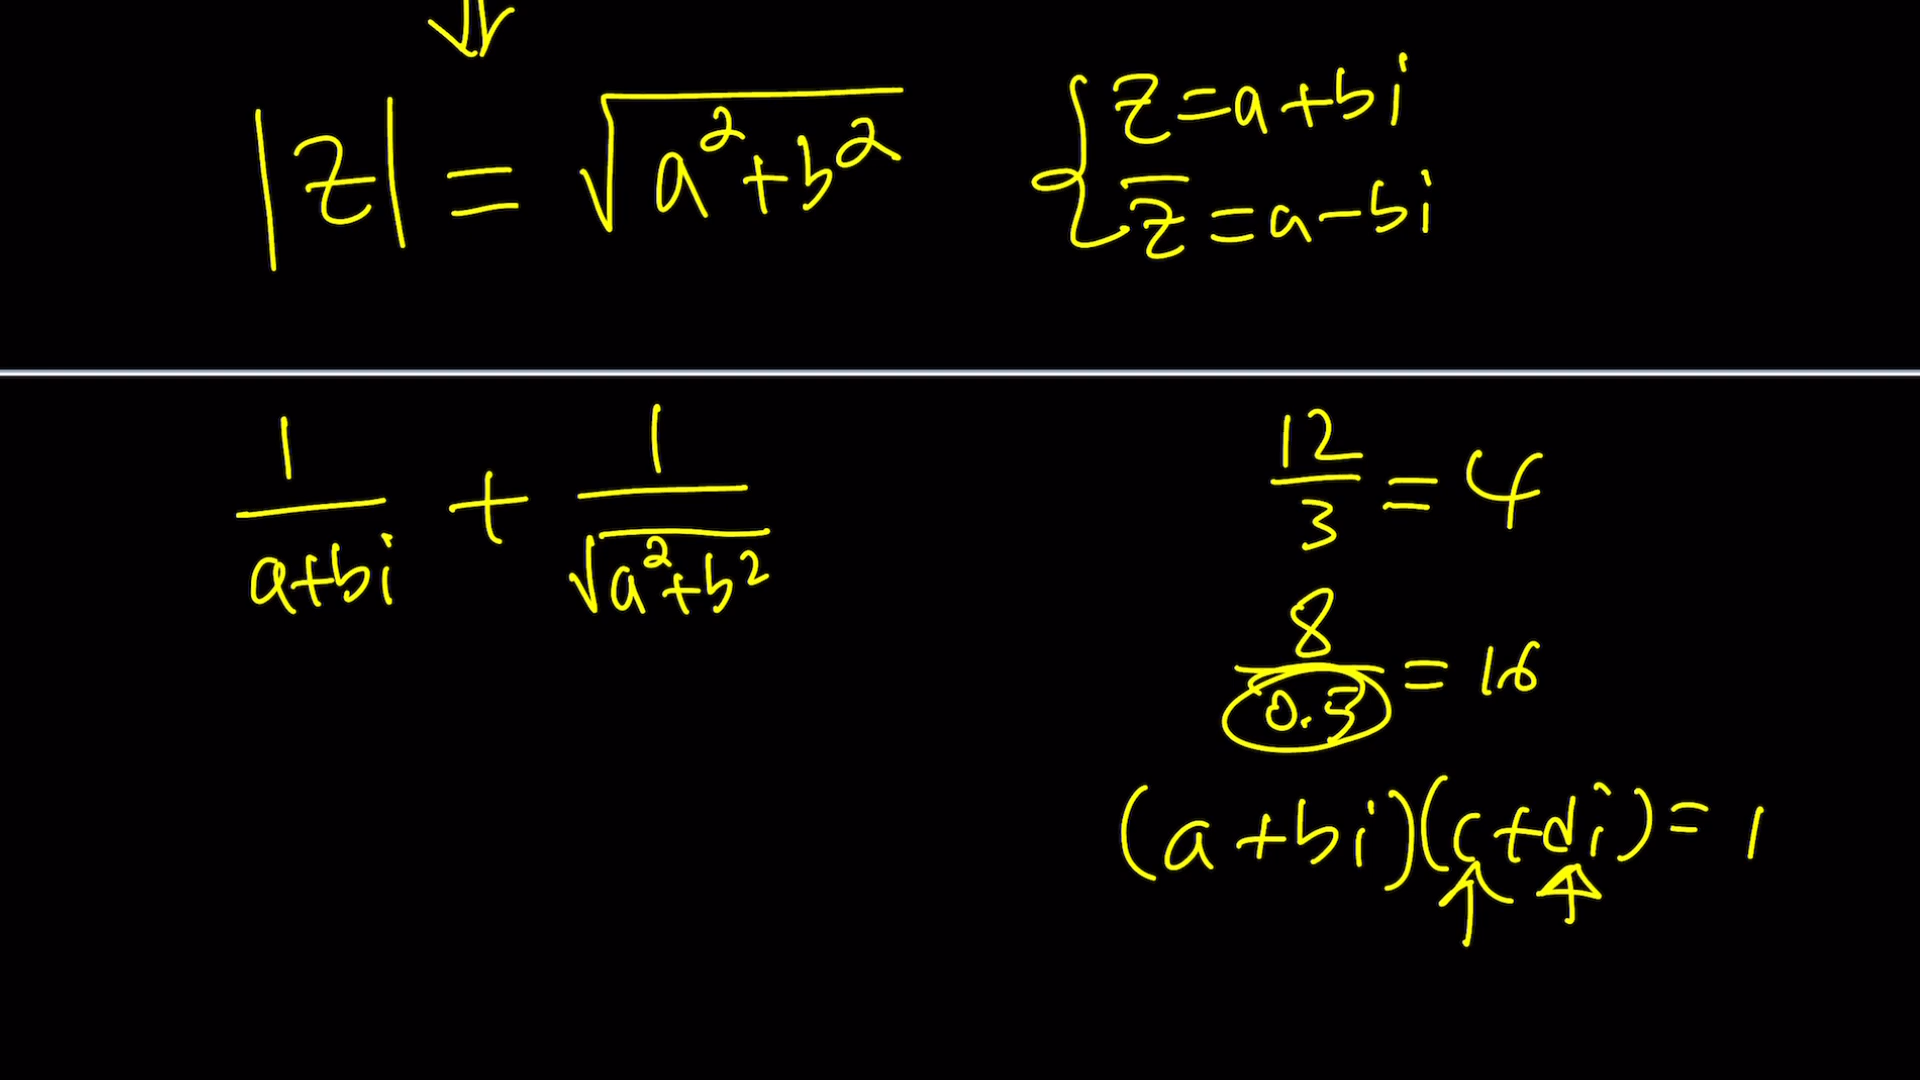 |z| = √(a²+b²)
{ z = a+bi
z̅ = a-bi
1/(a+bi) + 1/√(a²+b²)
12/3 = 4
8/0.5 = 16
(a+bi)(c+di) = 1